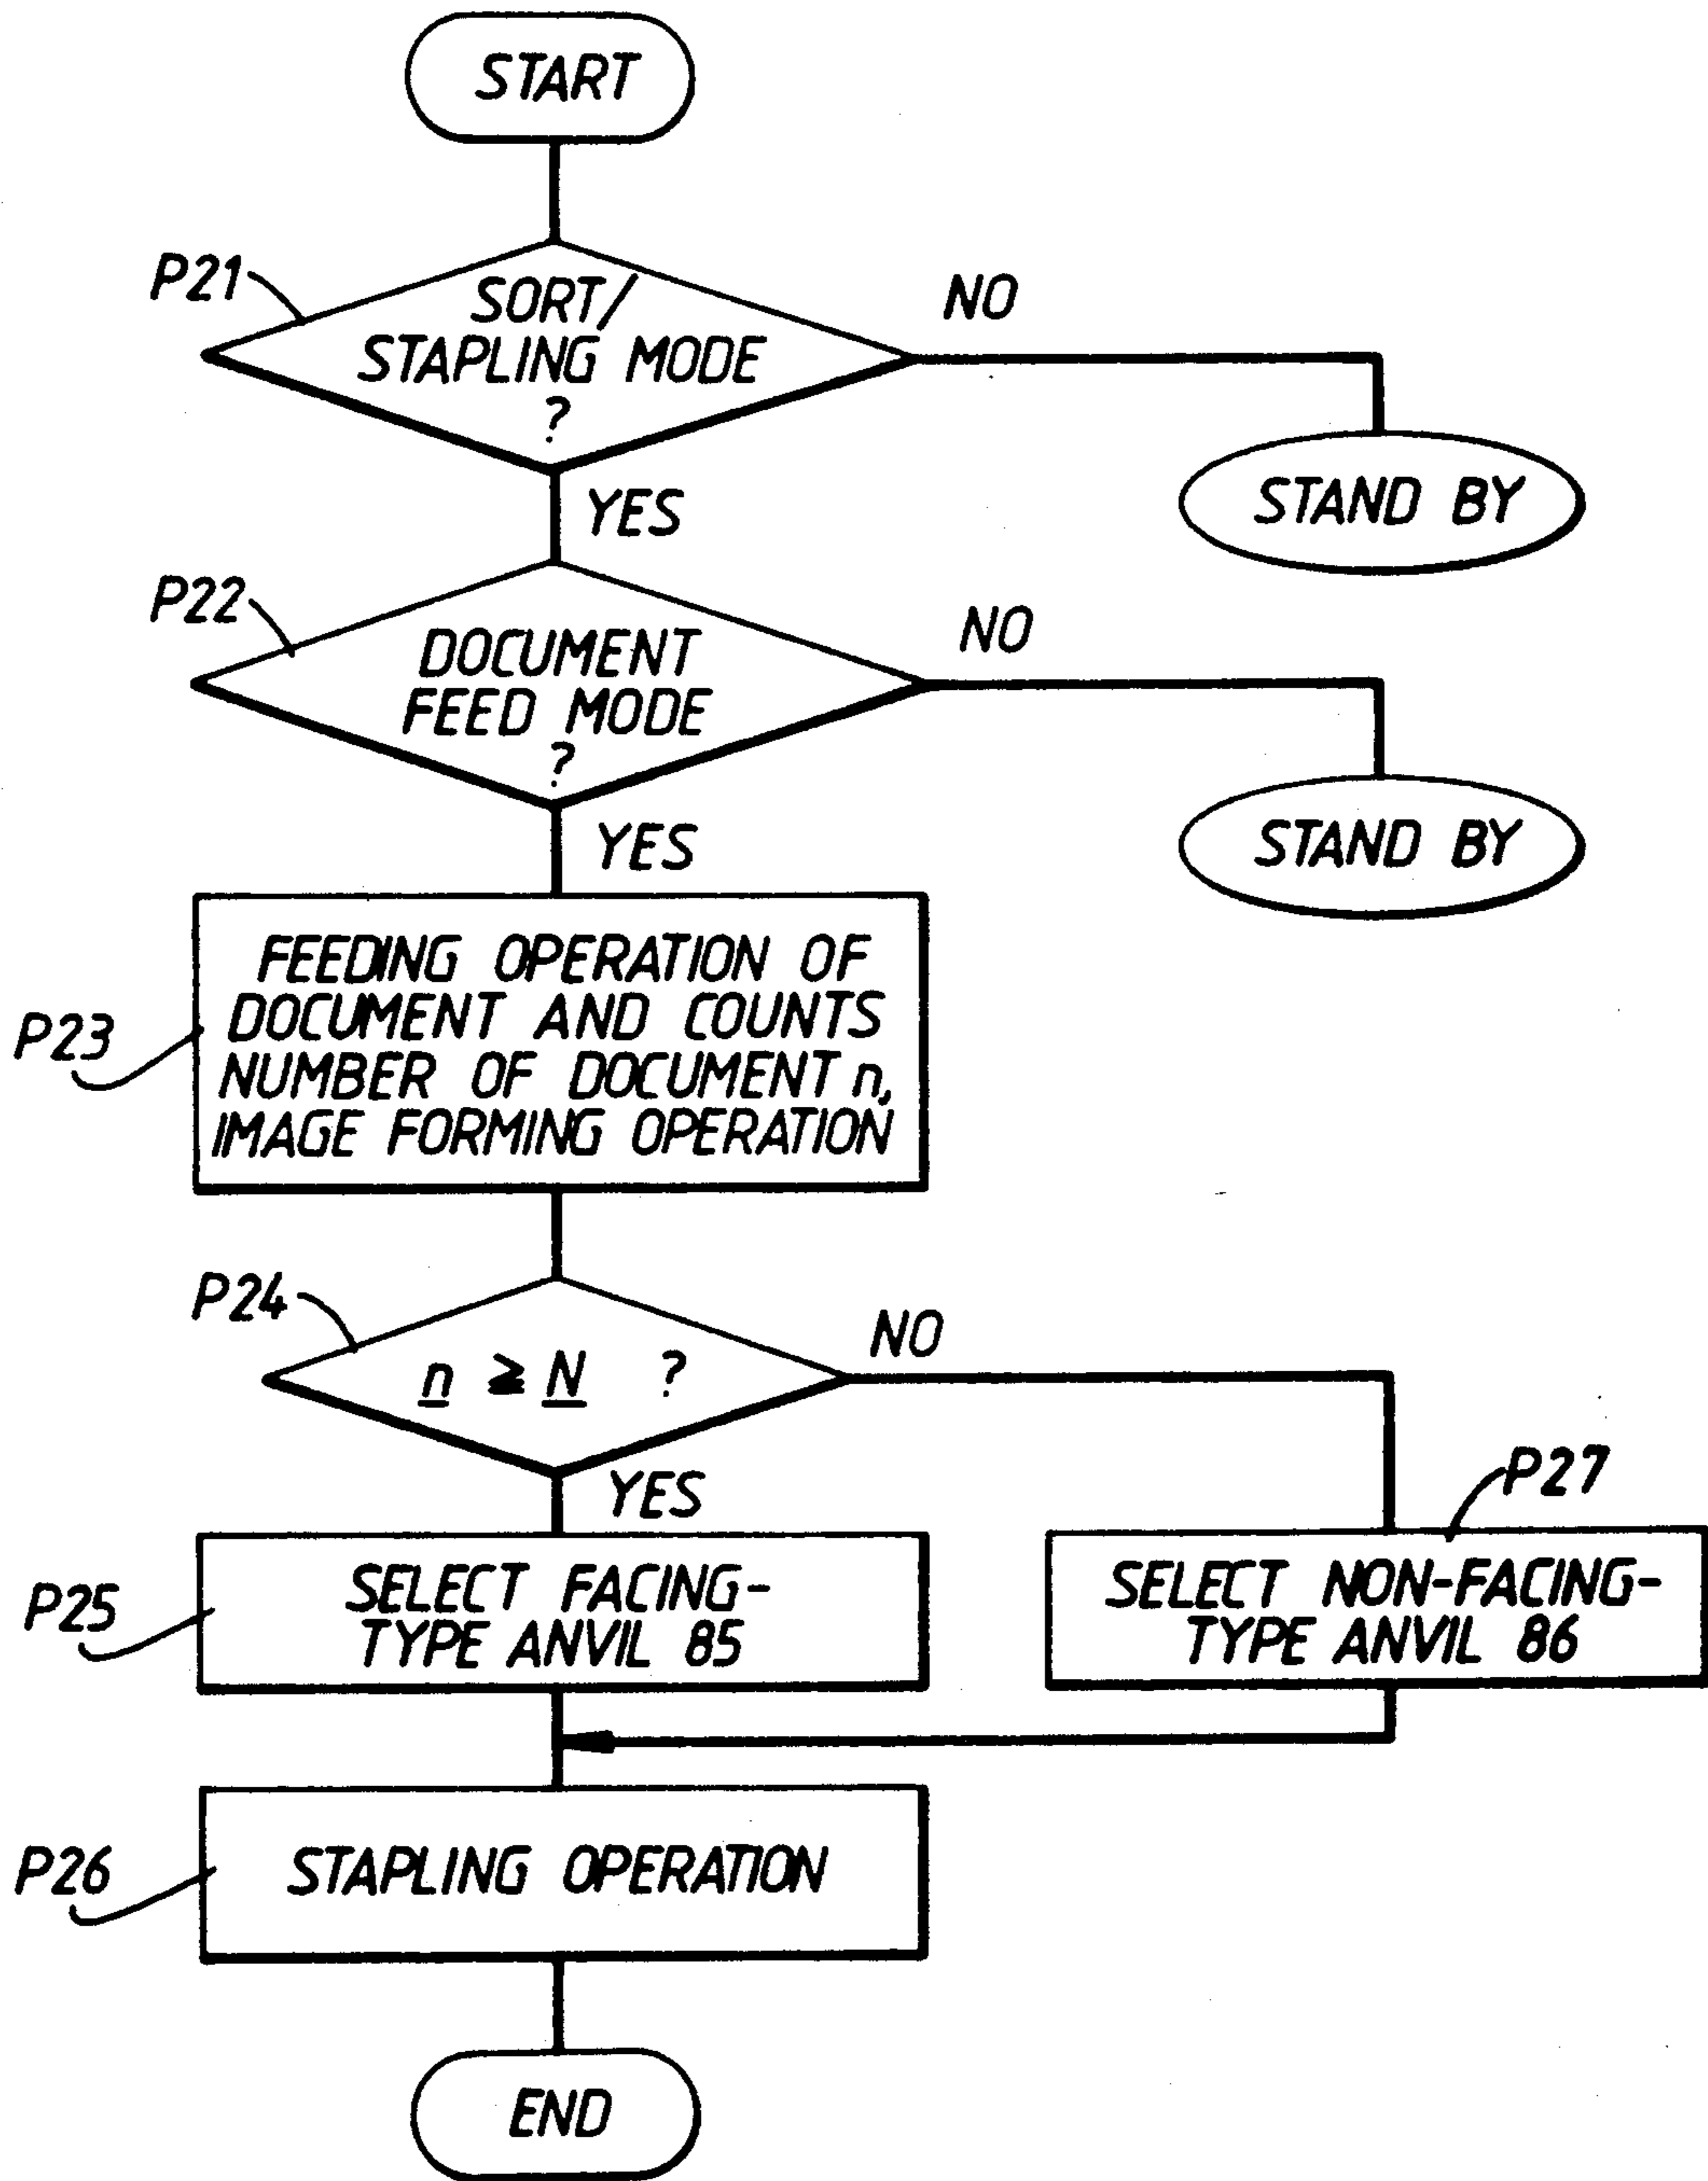 START
P21
SORT/
STAPLING MODE
?
NO
STAND BY
YES
P22
DOCUMENT
FEED MODE
?
NO
STAND BY
YES
P23
FEEDING OPERATION OF
DOCUMENT AND COUNTS
NUMBER OF DOCUMENT n,
IMAGE FORMING OPERATION
P24
n ≧ N ?
NO
YES
P25
SELECT FACING-
TYPE ANVIL 85
P27
SELECT NON-FACING-
TYPE ANVIL 86
P26
STAPLING OPERATION
END